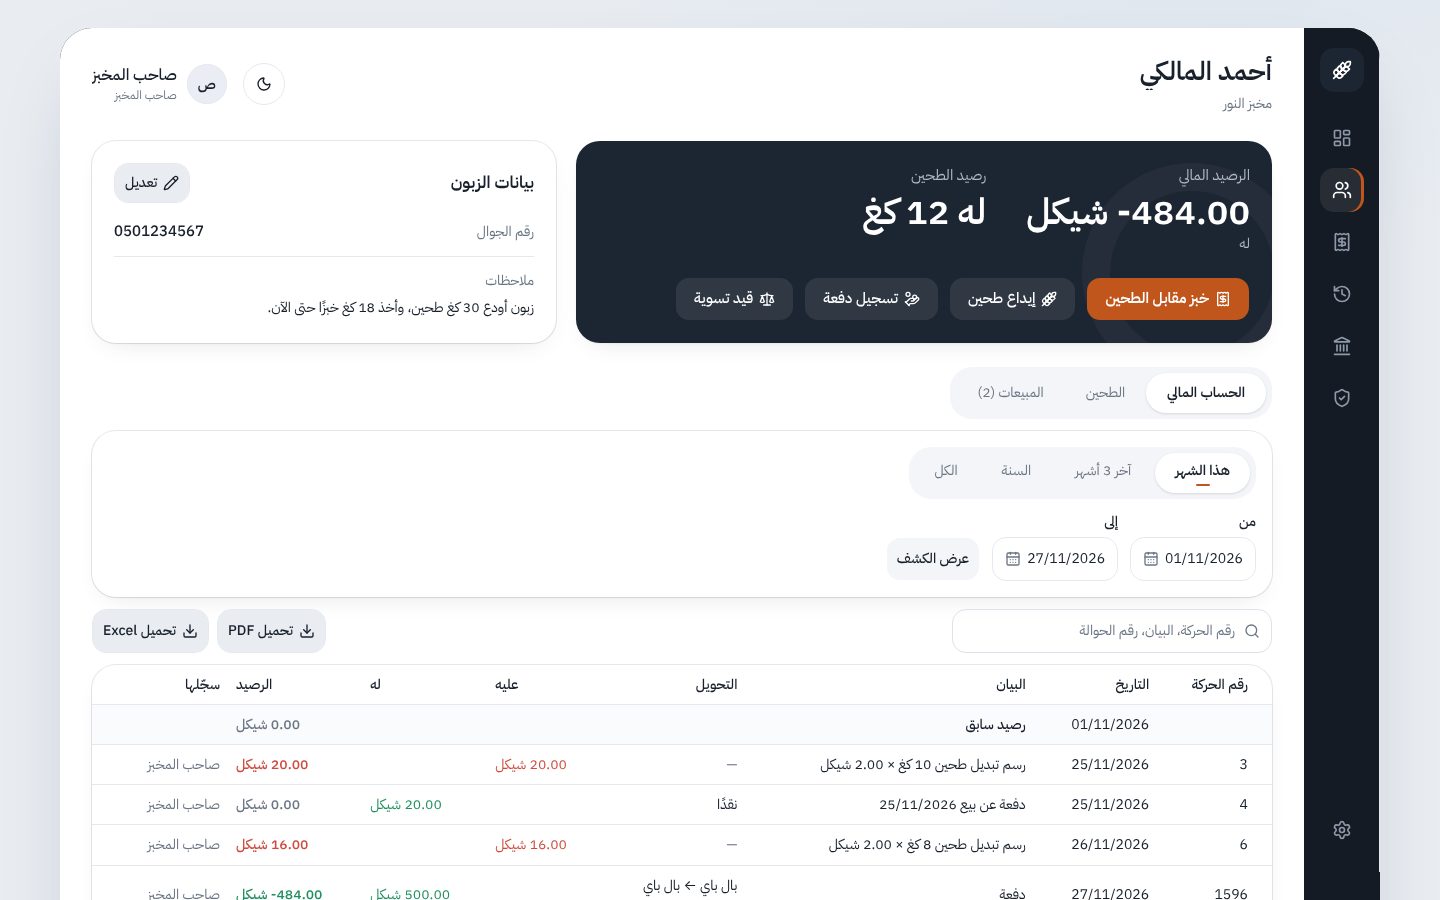 أحمد المالكي
مخبز النور
صاحب المخبز
صاحب المخبز
ص
الرصيد المالي
-484.00 شيكل
له
رصيد الطحين
له 12 كغ
خبز مقابل الطحين
إيداع طحين
تسجيل دفعة
قيد تسوية
بيانات الزبون
تعديل
رقم الجوال
0501234567
ملاحظات
زبون أودع 30 كغ طحين، وأخذ 18 كغ خبزًا حتى الآن.
الحساب المالي
الطحين
المبيعات (2)
هذا الشهر
آخر 3 أشهر
السنة
الكل
من
إلى
01/11/2026
27/11/2026
عرض الكشف
رقم الحركة، البيان، رقم الحوالة
تحميل PDF
تحميل Excel
رقم الحركة التاريخ البيان التحويل عليه له الرصيد سجّلها
01/11/2026 رصيد سابق 0.00 شيكل
3 25/11/2026 رسم تبديل طحين 10 كغ × 2.00 شيكل — 20.00 شيكل 20.00 شيكل صاحب المخبز
4 25/11/2026 دفعة عن بيع 25/11/2026 نقدًا 20.00 شيكل 0.00 شيكل صاحب المخبز
6 26/11/2026 رسم تبديل طحين 8 كغ × 2.00 شيكل — 16.00 شيكل 16.00 شيكل صاحب المخبز
1596 27/11/2026 دفعة بال باي ← بال باي 500.00 شيكل -484.00 شيكل صاحب المخبز